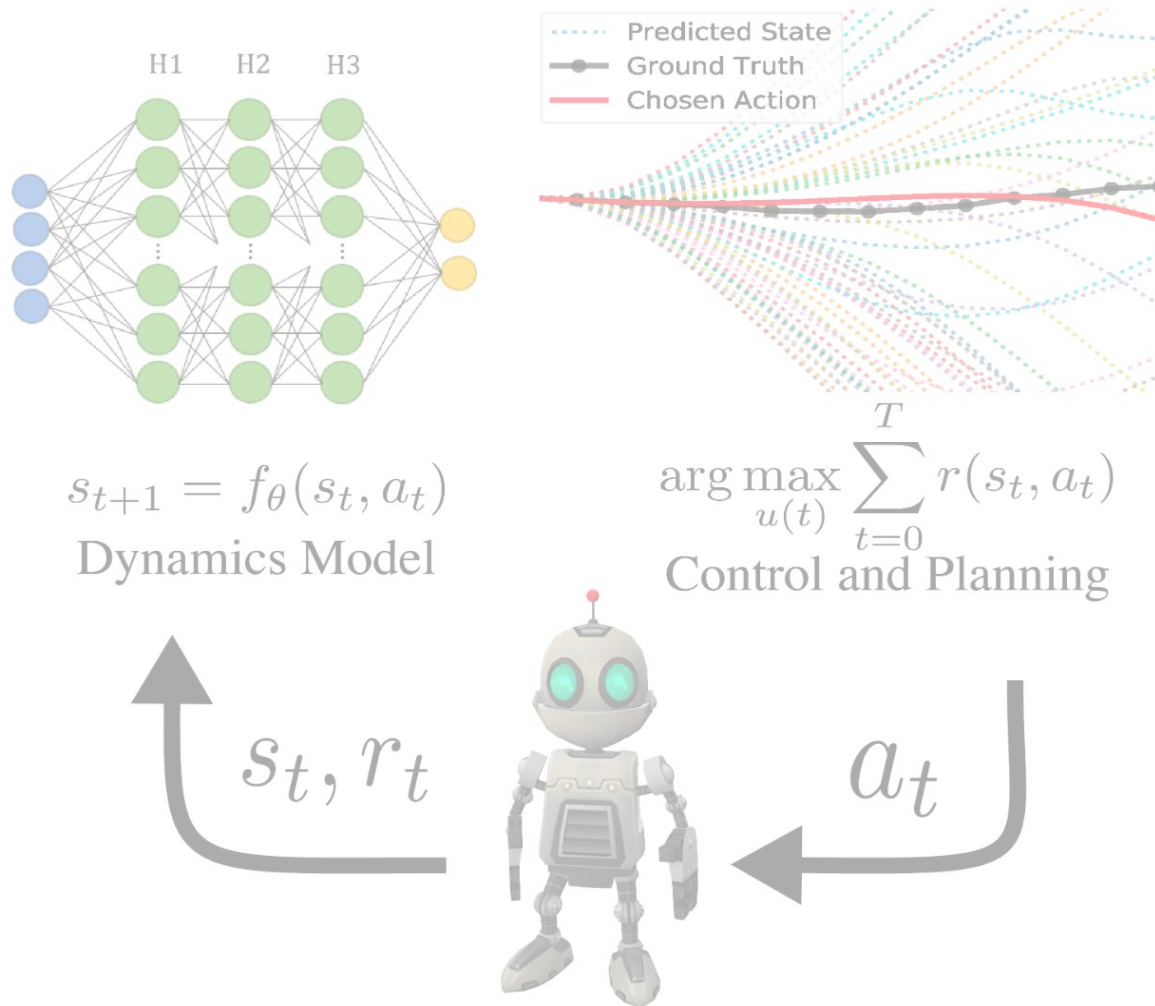 H1 H2 H3
Predicted State
Ground Truth
Chosen Action
s_{t+1} = f_θ(s_t, a_t)
Dynamics Model
arg max_{u(t)} \sum_{t=0}^{T} r(s_t, a_t)
Control and Planning
s_t, r_t
a_t